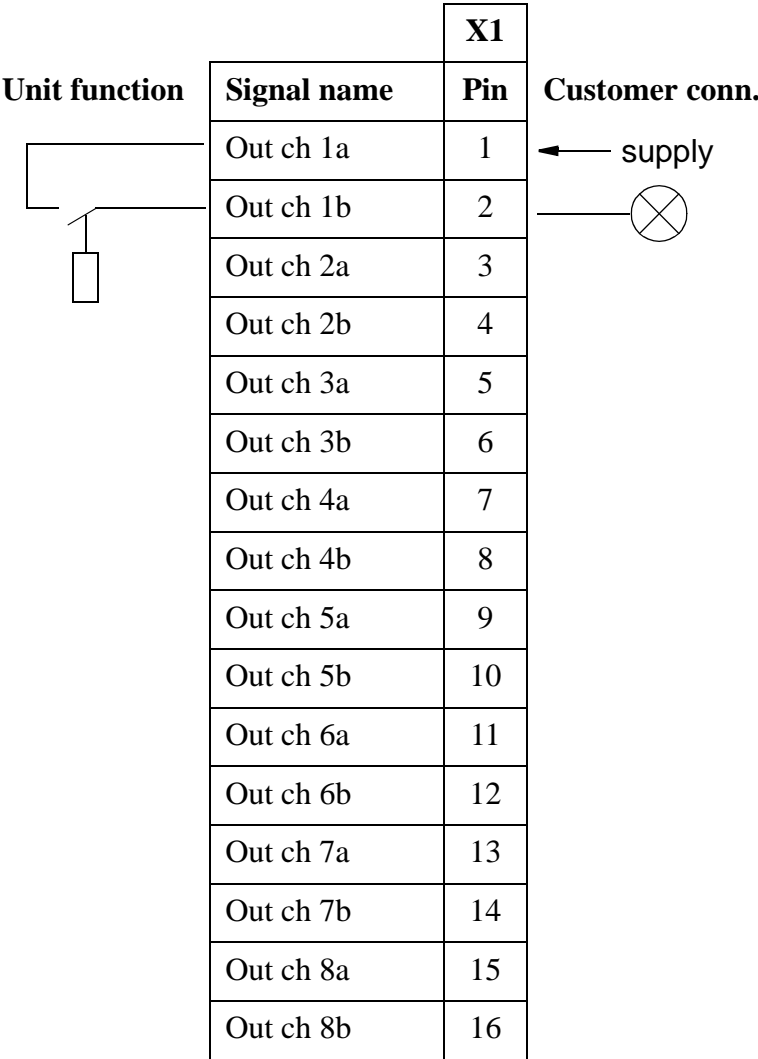 X1
Unit function Signal name Pin Customer conn.
Out ch 1a 1 supply
Out ch 1b 2
Out ch 2a 3
Out ch 2b 4
Out ch 3a 5
Out ch 3b 6
Out ch 4a 7
Out ch 4b 8
Out ch 5a 9
Out ch 5b 10
Out ch 6a 11
Out ch 6b 12
Out ch 7a 13
Out ch 7b 14
Out ch 8a 15
Out ch 8b 16